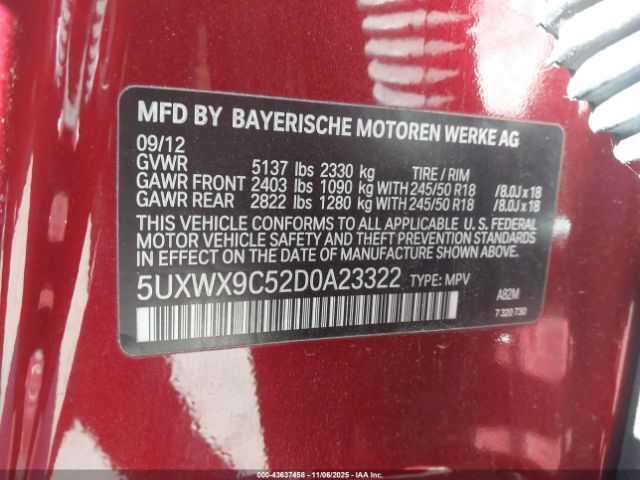 MFD BY BAYERISCHE MOTOREN WERKE AG
09/12
GVWR 5137 lbs 2330 kg TIRE / RIM
GAWR FRONT 2403 lbs 1090 kg WITH 245/50 R18 /8.0J x 18
GAWR REAR 2822 lbs 1280 kg WITH 245/50 R18 /8.0J x 18
THIS VEHICLE CONFORMS TO ALL APPLICABLE U.S. FEDERAL
MOTOR VEHICLE SAFETY AND THEFT PREVENTION STANDARDS
IN EFFECT ON THE DATE OF MANUFACTURE SHOWN ABOVE.
5UXWX9C52D0A23322 TYPE: MPV
A82M
7 320 730
000-43637458 - 11/06/2025 - IAAI.CA